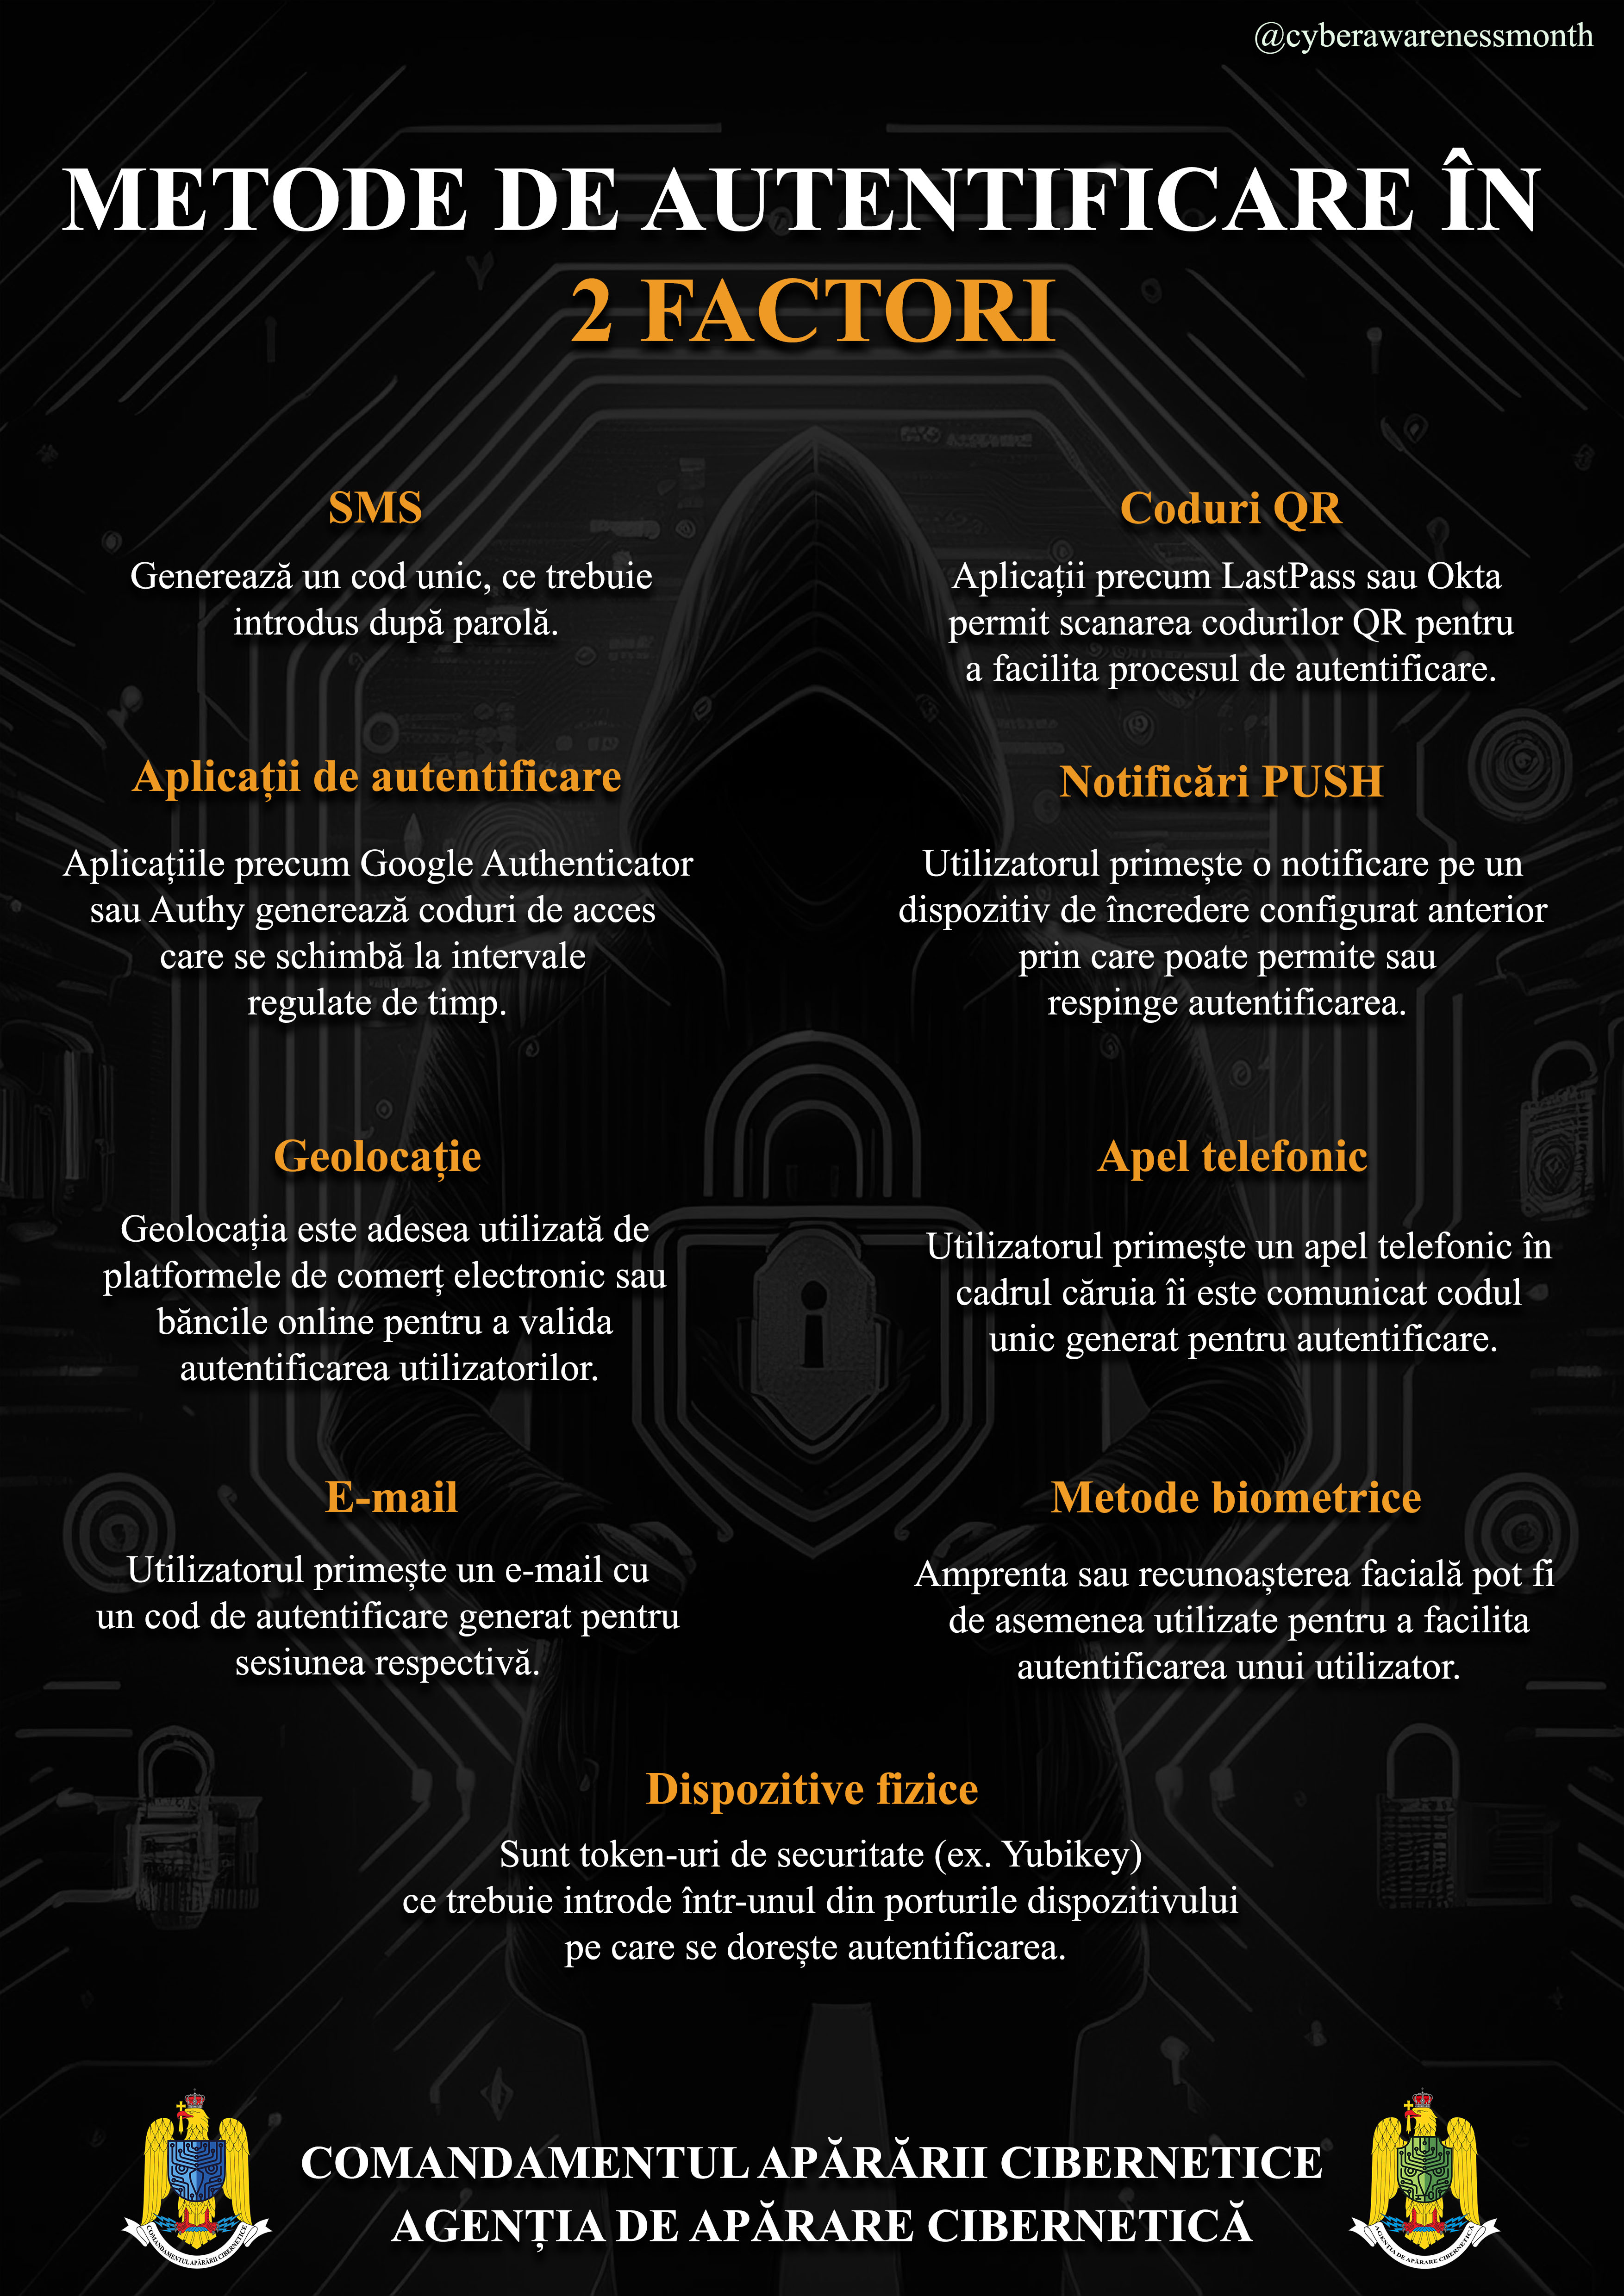 @cyberawarenessmonth
METODE DE AUTENTIFICARE ÎN
2 FACTORI
SMS
Generează un cod unic, ce trebuie
introdus după parolă.
Coduri QR
Aplicații precum LastPass sau Okta
permit scanarea codurilor QR pentru
a facilita procesul de autentificare.
Aplicații de autentificare
Aplicațiile precum Google Authenticator
sau Authy generează coduri de acces
care se schimbă la intervale
regulate de timp.
Notificări PUSH
Utilizatorul primește o notificare pe un
dispozitiv de încredere configurat anterior
prin care poate permite sau
respinge autentificarea.
Geolocație
Geolocația este adesea utilizată de
platformele de comerț electronic sau
băncile online pentru a valida
autentificarea utilizatorilor.
Apel telefonic
Utilizatorul primește un apel telefonic în
cadrul căruia îi este comunicat codul
unic generat pentru autentificare.
E-mail
Utilizatorul primește un e-mail cu
un cod de autentificare generat pentru
sesiunea respectivă.
Metode biometrice
Amprenta sau recunoașterea facială pot fi
de asemenea utilizate pentru a facilita
autentificarea unui utilizator.
Dispozitive fizice
Sunt token-uri de securitate (ex. Yubikey)
ce trebuie introde într-unul din porturile dispozitivului
pe care se dorește autentificarea.
COMANDAMENTUL APĂRĂRII CIBERNETICE
AGENȚIA DE APĂRARE CIBERNETICĂ
COMANDAMENTUL APĂRĂRII CIBERNETICE
AGENȚIA DE APĂRARE CIBERNETICĂ